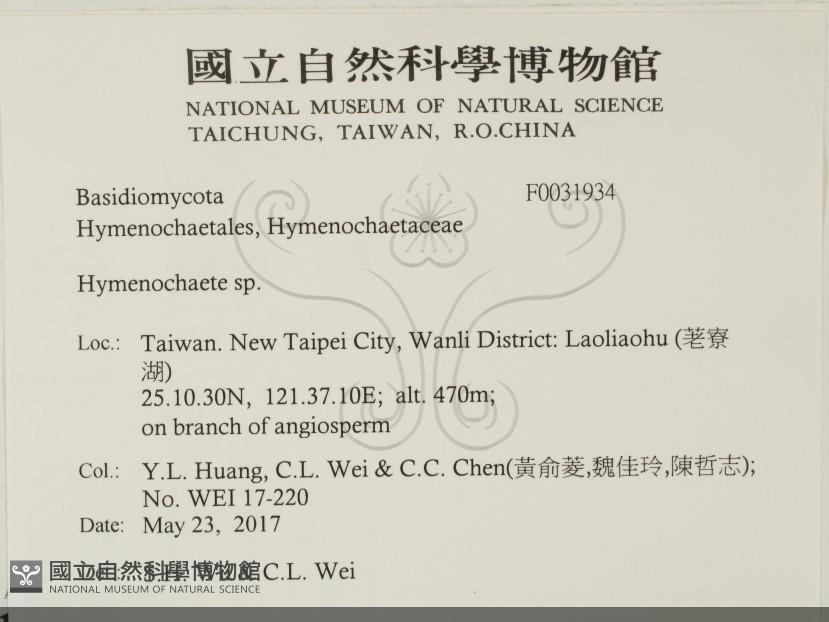 國立自然科學博物館
NATIONAL MUSEUM OF NATURAL SCIENCE
TAICHUNG, TAIWAN, R.O.CHINA
Basidiomycota F0031934
Hymenochaetales, Hymenochaetaceae
Hymenochaete sp.
Loc.: Taiwan. New Taipei City, Wanli District: Laoliaohu (荖寮
湖)
25.10.30N, 121.37.10E; alt. 470m;
on branch of angiosperm
Col.: Y.L. Huang, C.L. Wei & C.C. Chen(黃俞菱,魏佳玲,陳哲志);
No. WEI 17-220
Date: May 23, 2017
C.L. Wei
國立自然科學博物館
NATIONAL MUSEUM OF NATURAL SCIENCE